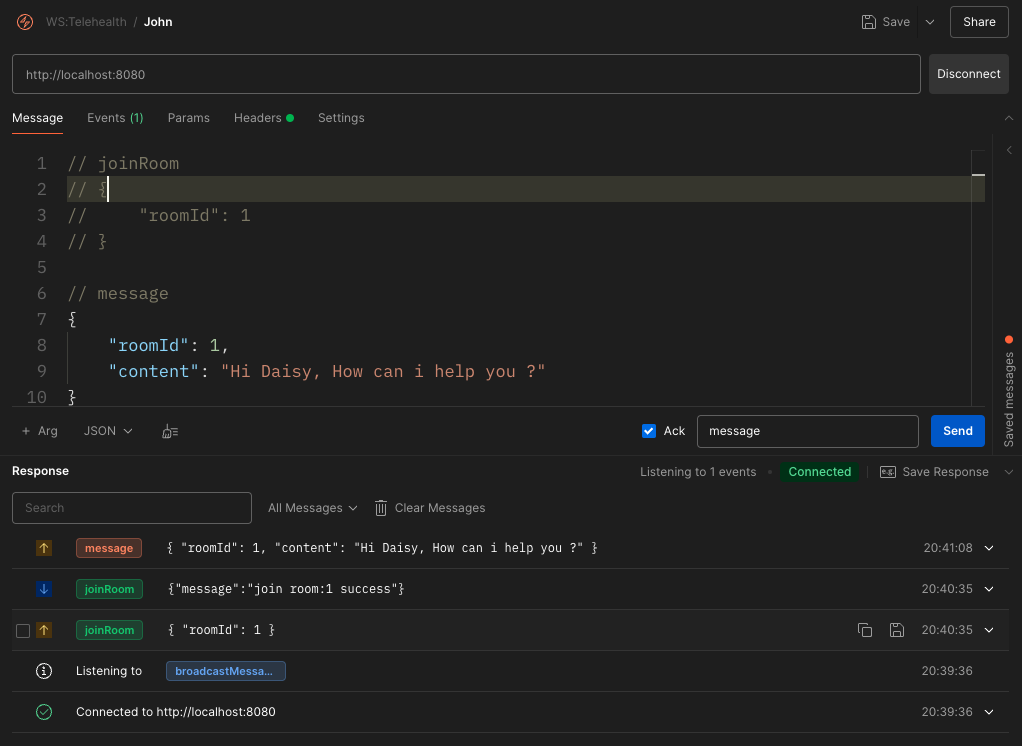 WS:Telehealth / John
Save
Share
http://localhost:8080
Disconnect
Message Events (1) Params Headers Settings
1 // joinRoom
2 // {
3 //     "roomId": 1
4 // }
5
6 // message
7 {
8     "roomId": 1,
9     "content": "Hi Daisy, How can i help you ?"
10 }
Saved messages
+ Arg JSON
Ack message Send
Response
Listening to 1 events Connected e.g. Save Response
Search All Messages Clear Messages
message { "roomId": 1, "content": "Hi Daisy, How can i help you ?" } 20:41:08
joinRoom {"message":"join room:1 success"} 20:40:35
joinRoom { "roomId": 1 } 20:40:35
Listening to broadcastMessa... 20:39:36
Connected to http://localhost:8080 20:39:36